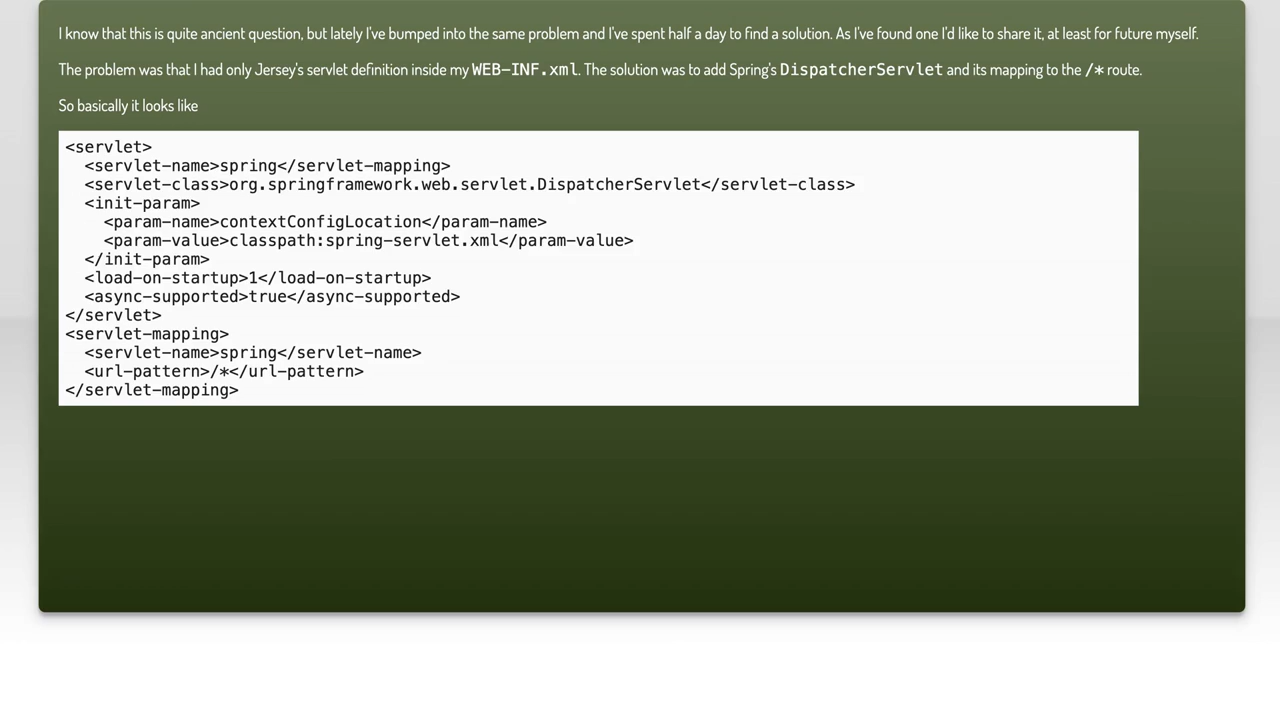 I know that this is quite ancient question, but lately I've bumped into the same problem and I've spent half a day to find a solution. As I've found one I'd like to share it, at least for future myself.
The problem was that I had only Jersey's servlet definition inside my WEB-INF.xml. The solution was to add Spring's DispatcherServlet and its mapping to the /* route.
So basically it looks like
<servlet>
  <servlet-name>spring</servlet-mapping>
  <servlet-class>org.springframework.web.servlet.DispatcherServlet</servlet-class>
  <init-param>
    <param-name>contextConfigLocation</param-name>
    <param-value>classpath:spring-servlet.xml</param-value>
  </init-param>
  <load-on-startup>1</load-on-startup>
  <async-supported>true</async-supported>
</servlet>
<servlet-mapping>
  <servlet-name>spring</servlet-name>
  <url-pattern>/*</url-pattern>
</servlet-mapping>